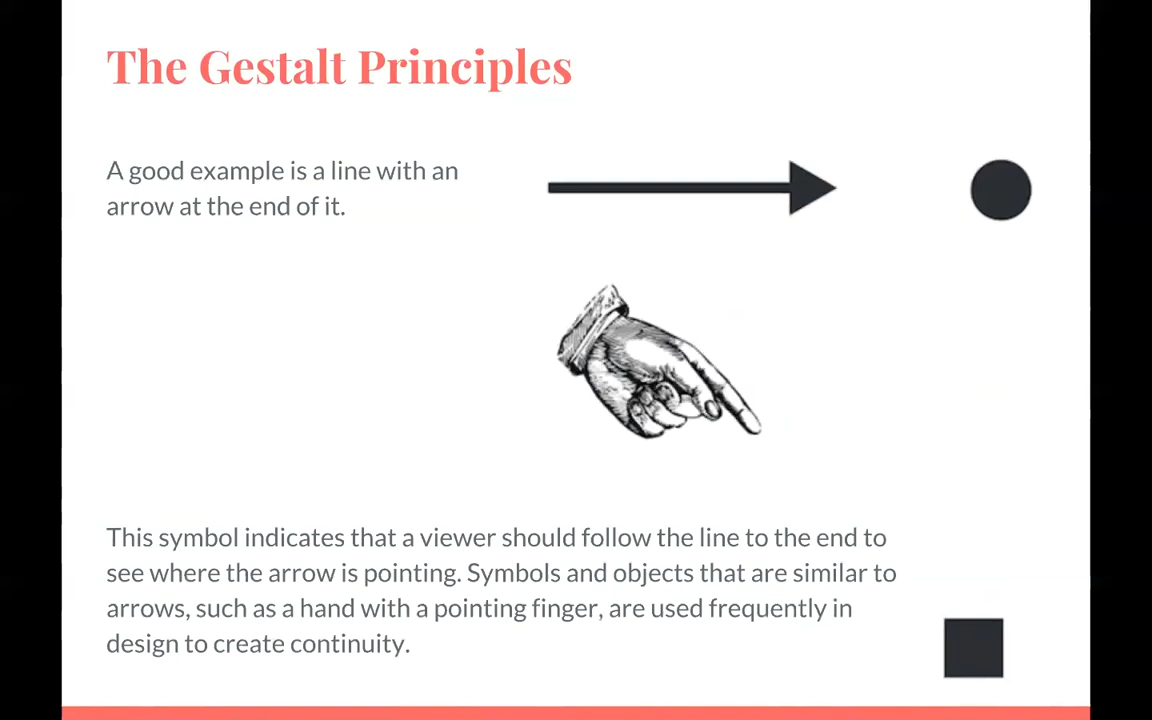 The Gestalt Principles
A good example is a line with an
arrow at the end of it.
This symbol indicates that a viewer should follow the line to the end to
see where the arrow is pointing. Symbols and objects that are similar to
arrows, such as a hand with a pointing finger, are used frequently in
design to create continuity.